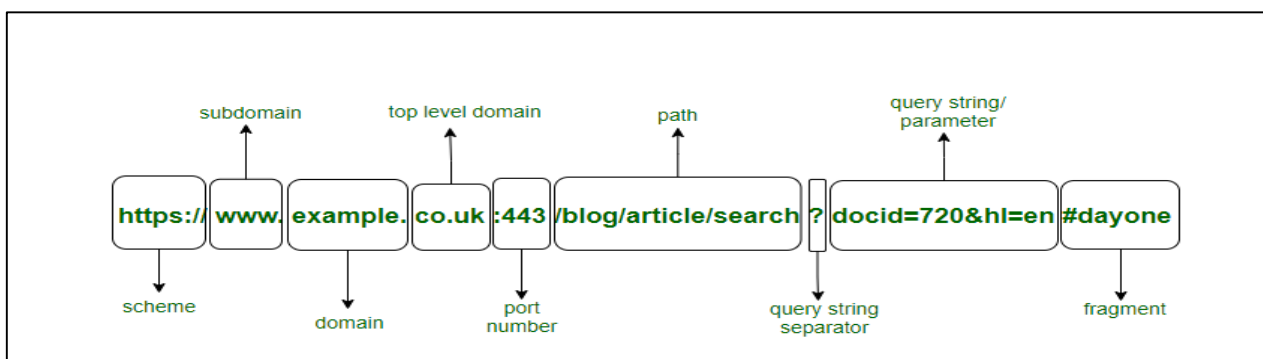 subdomain
top level domain
path
query string/
parameter
https:// www. example. co.uk :443 /blog/article/search ? docid=720&hl=en #dayone
scheme
domain
port
number
query string
separator
fragment